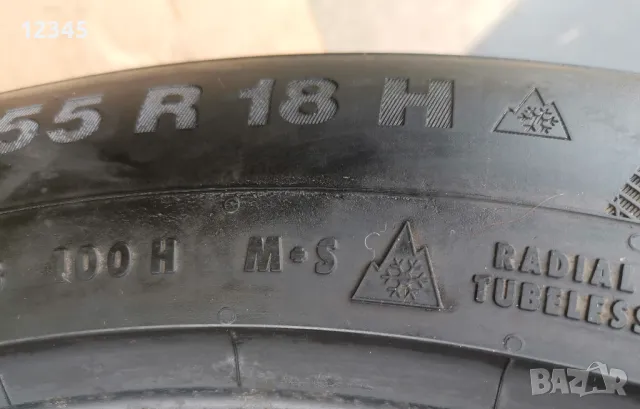 12345
55 R 18 H
100 H M•S
RADIAL
TUBELESS
bazar